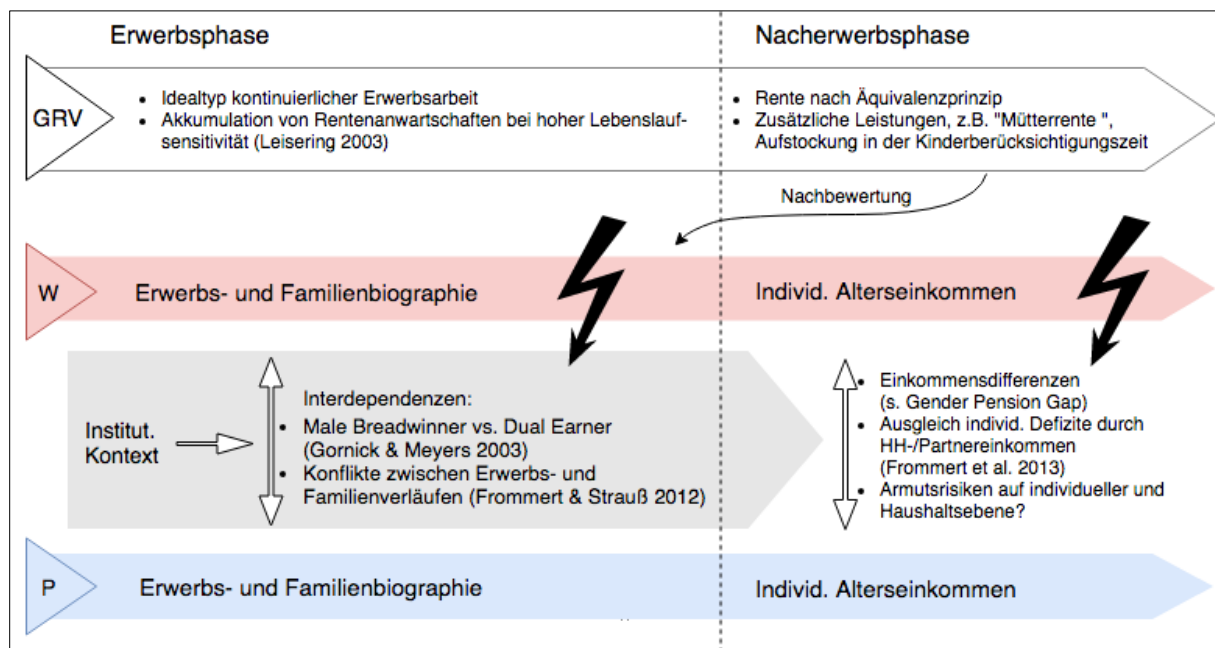 Erwerbsphase
Nacherwerbsphase
GRV
• Idealtyp kontinuierlicher Erwerbsarbeit
• Akkumulation von Rentenanwartschaften bei hoher Lebenslauf-
sensitivität (Leisering 2003)
• Rente nach Äquivalenzprinzip
• Zusätzliche Leistungen, z.B. "Mütterrente ",
Aufstockung in der Kinderberücksichtigungszeit
Nachbewertung
W
Erwerbs- und Familienbiographie
Individ. Alterseinkommen
Institut.
Kontext
Interdependenzen:
• Male Breadwinner vs. Dual Earner
(Gornick & Meyers 2003)
• Konflikte zwischen Erwerbs- und
Familienverläufen (Frommert & Strauß 2012)
• Einkommensdifferenzen
(s. Gender Pension Gap)
• Ausgleich individ. Defizite durch
HH-/Partnereinkommen
(Frommert et al. 2013)
• Armutsrisiken auf individueller und
Haushaltsebene?
P
Erwerbs- und Familienbiographie
Individ. Alterseinkommen